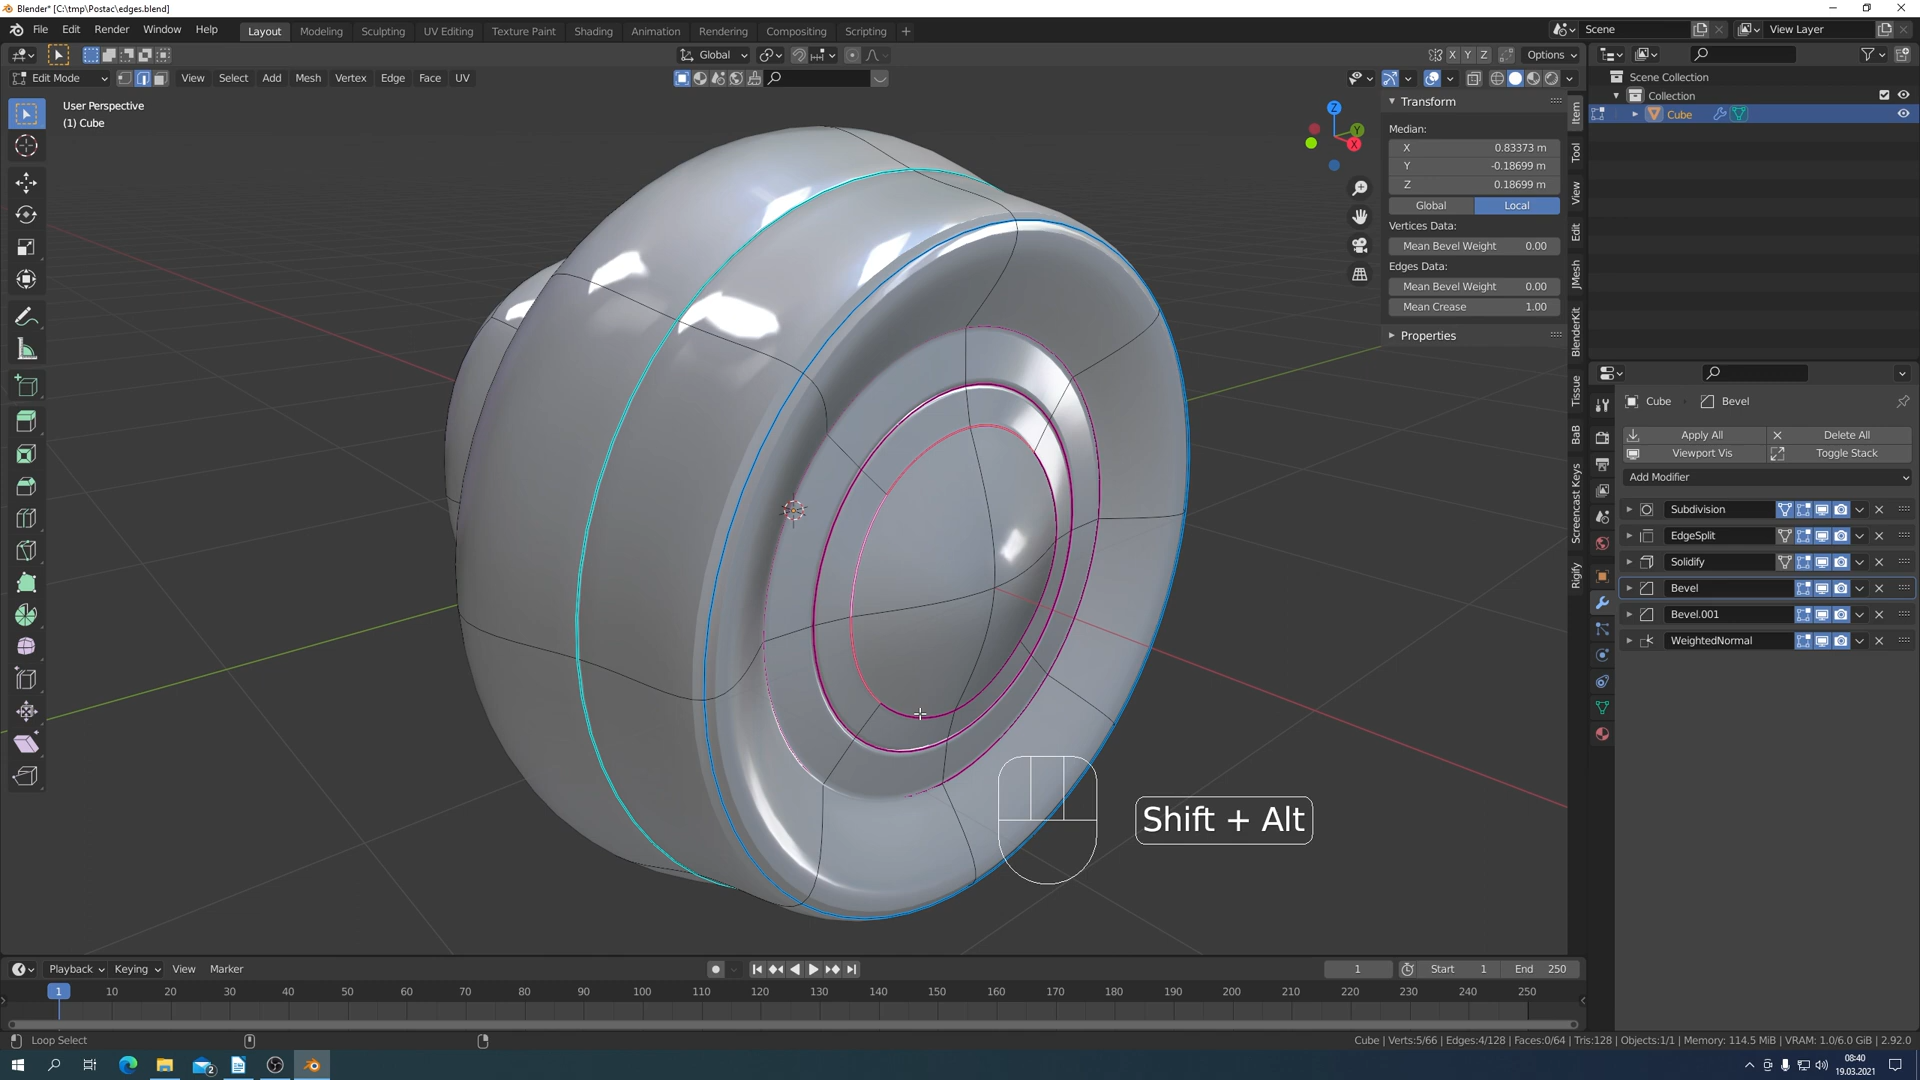 Blender* [C:\tmp\Postac\edges.blend]
File Edit Render Window Help Layout Modeling Sculpting UV Editing Texture Paint Shading Animation Rendering Compositing Scripting + Scene View Layer
Global X Y Z Options
Edit Mode View Select Add Mesh Vertex Edge Face UV
User Perspective
(1) Cube
Z
Y
X
Transform
Median:
X 0.83373 m
Y -0.18699 m
Z 0.18699 m
Global Local
Vertices Data:
Mean Bevel Weight 0.00
Edges Data:
Mean Bevel Weight 0.00
Mean Crease 1.00
Properties
Item
Tool
View
Edit
JMesh
BlenderKit
Tissue
BaB
Screencast Keys
Rigify
Scene Collection
Collection
Cube
Cube Bevel
Apply All Delete All
Viewport Vis Toggle Stack
Add Modifier
Subdivision
EdgeSplit
Solidify
Bevel
Bevel.001
WeightedNormal
Shift + Alt
Playback Keying View Marker 1 Start 1 End 250
1 10 20 30 40 50 60 70 80 90 100 110 120 130 140 150 160 170 180 190 200 210 220 230 240 250
Loop Select
Cube | Verts:5/66 | Edges:4/128 | Faces:0/64 | Tris:128 | Objects:1/1 | Memory: 114.5 MiB | VRAM: 1.0/6.0 GiB | 2.92.0
2
08:40
19.03.2021